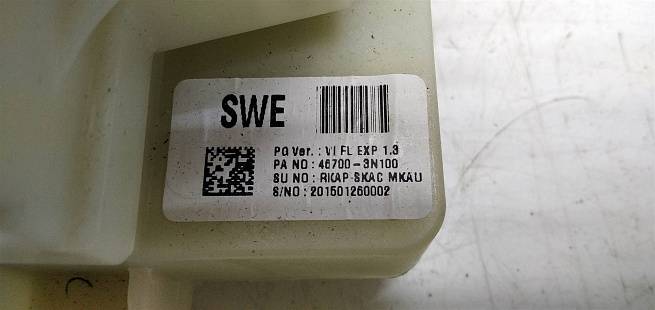 SWE
PG Ver. : VI FL EXP 1.3
PA NO : 46700-3N100
SU NO : RKAP SKAC MKAU
S/NO : 201501260002